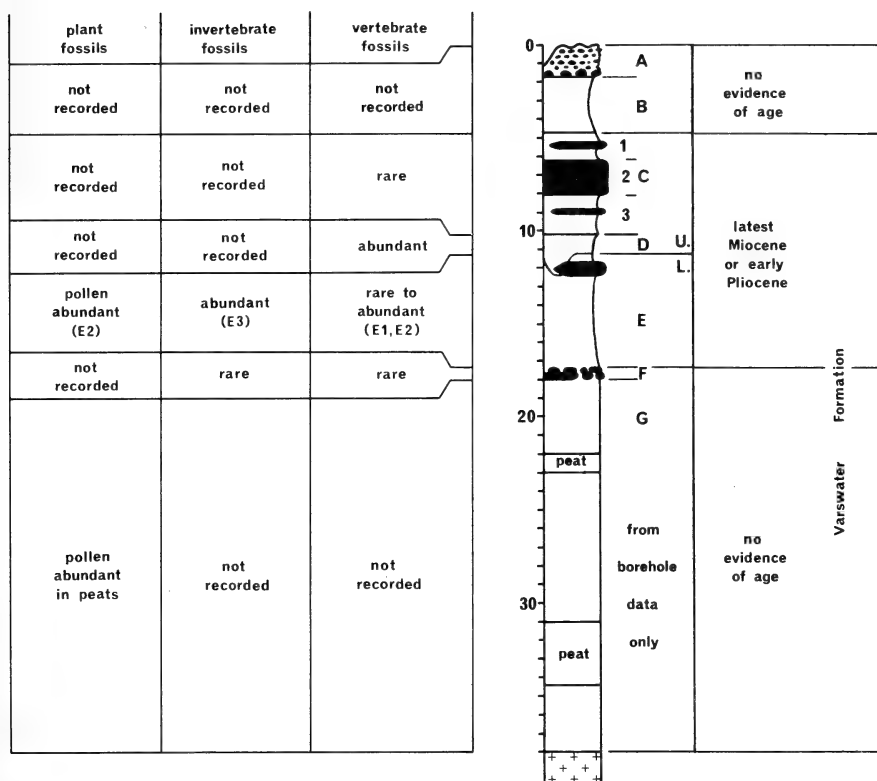 plant
fossils
invertebrate
fossils
vertebrate
fossils
not
recorded
not
recorded
not
recorded
not
recorded
not
recorded
rare
not
recorded
not
recorded
abundant
pollen
abundant
(E2)
abundant
(E3)
rare to
abundant
(E1,E2)
not
recorded
rare
rare
pollen
abundant
in peats
not
recorded
not
recorded
0
10
20
30
peat
peat
A
B
1
2 C
3
D U.
L.
E
F
G
from
borehole
data
only
no
evidence
of age
latest
Miocene
or early
Pliocene
no
evidence
of age
Varswater Formation